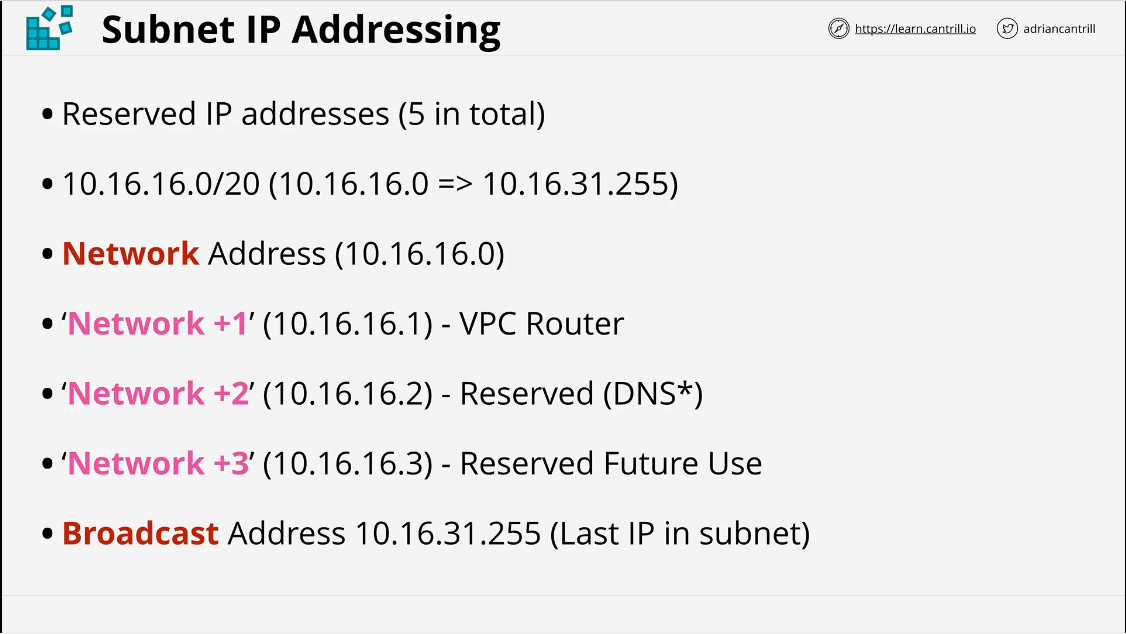 Subnet IP Addressing
https://learn.cantrill.io
adriancantrill
• Reserved IP addresses (5 in total)
• 10.16.16.0/20 (10.16.16.0 => 10.16.31.255)
• Network Address (10.16.16.0)
• ‘Network +1’ (10.16.16.1) - VPC Router
• ‘Network +2’ (10.16.16.2) - Reserved (DNS*)
• ‘Network +3’ (10.16.16.3) - Reserved Future Use
• Broadcast Address 10.16.31.255 (Last IP in subnet)